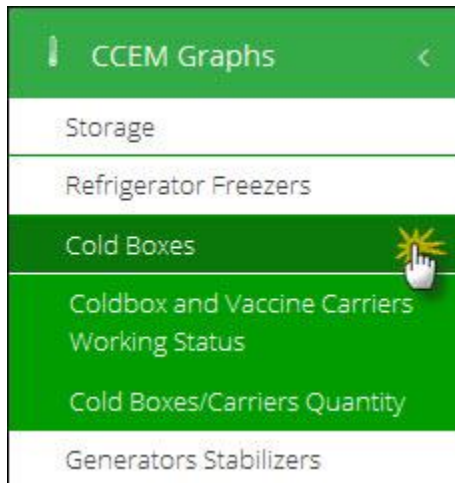 CCEM Graphs
Storage
Refrigerator Freezers
Cold Boxes
Coldbox and Vaccine Carriers
Working Status
Cold Boxes/Carriers Quantity
Generators Stabilizers